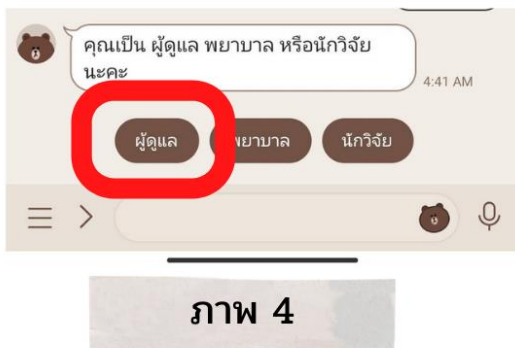 คุณเป็น ผู้ดูแล พยาบาล หรือนักวิจัย
นะคะ
4:41 AM
ผู้ดูแล พยาบาล นักวิจัย
ภาพ 4